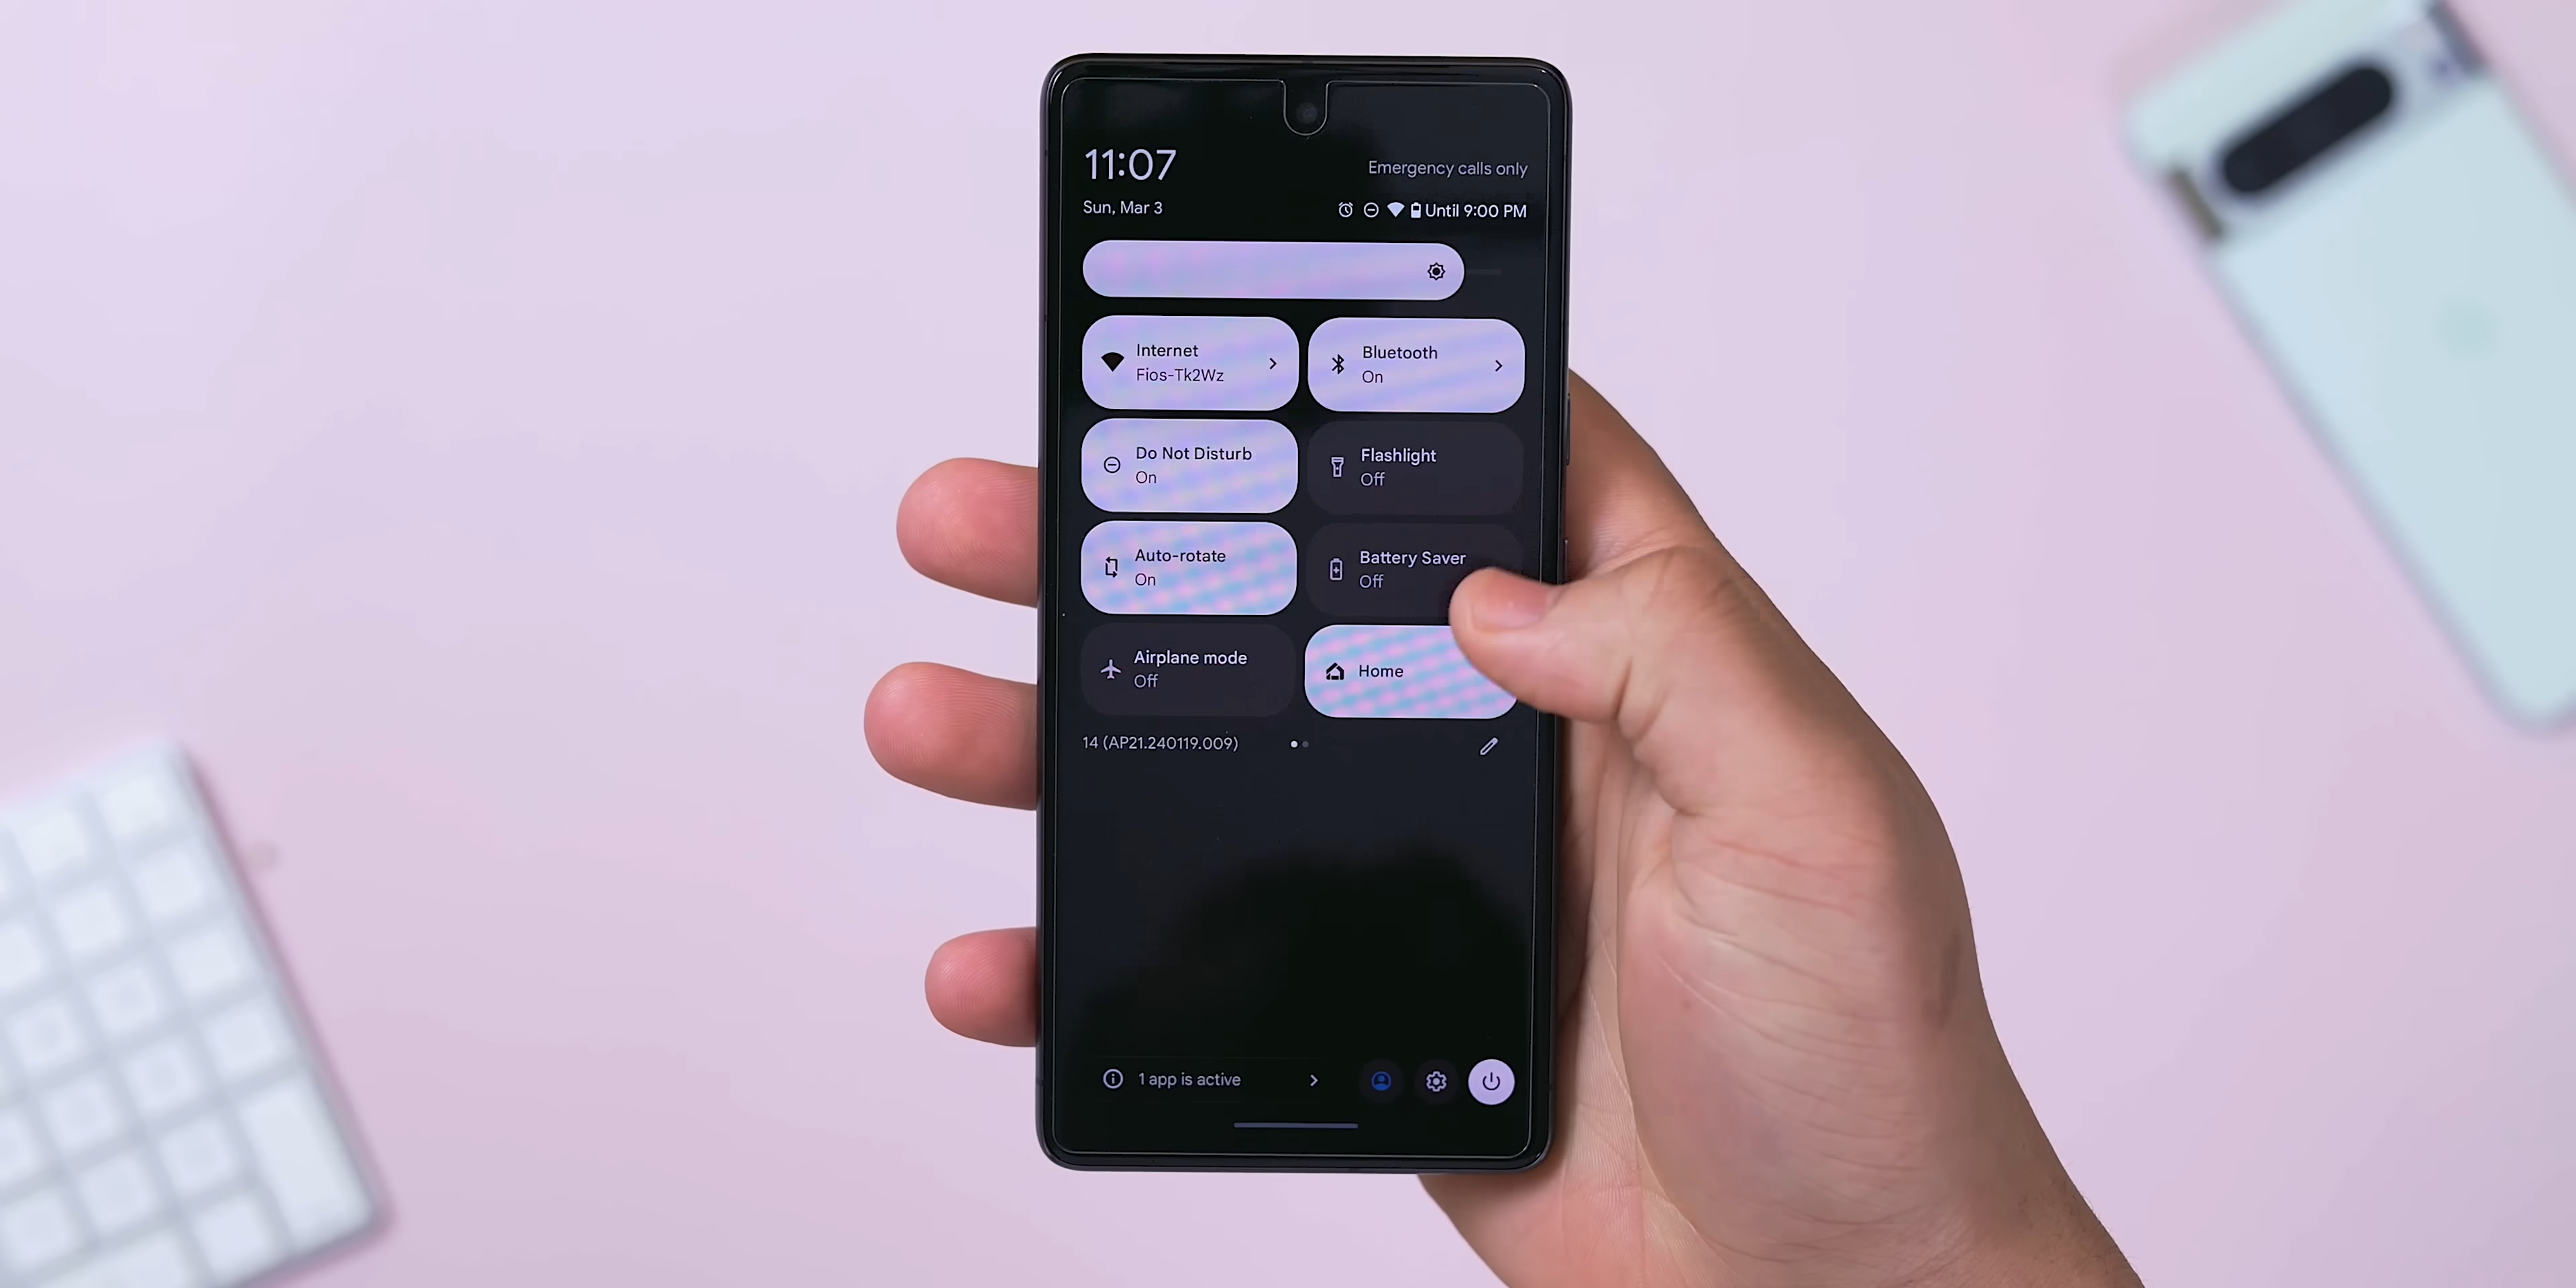 11:07
Emergency calls only
Sun, Mar 3
Until 9:00 PM
Internet
Fios-Tk2Wz
Bluetooth
On
Do Not Disturb
On
Flashlight
Off
Auto-rotate
On
Battery Saver
Off
Airplane mode
Off
Home
14 (AP21.240119.009)
1 app is active